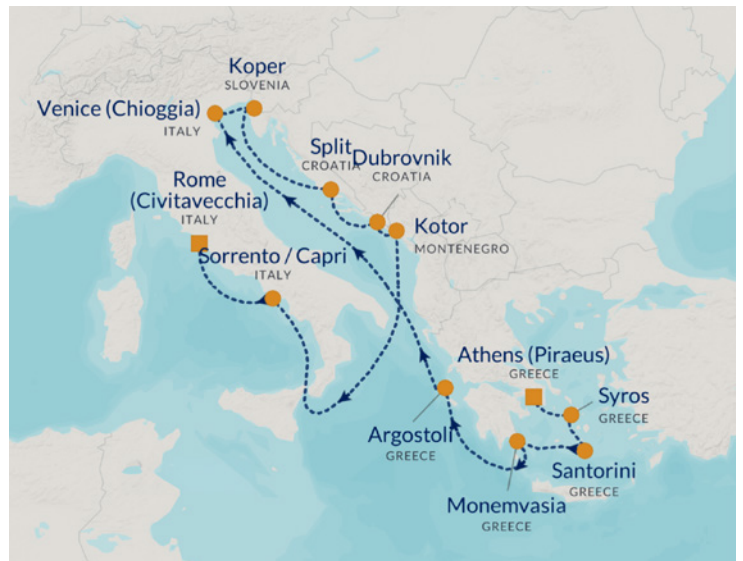 Koper
SLOVENIA
Venice (Chioggia)
ITALY
Split
CROATIA
Dubrovnik
CROATIA
Rome
(Civitavecchia)
ITALY
Kotor
MONTENEGRO
Sorrento / Capri
ITALY
Athens (Piraeus)
GREECE
Syros
GREECE
Argostoli
GREECE
Santorini
GREECE
Monemvasia
GREECE